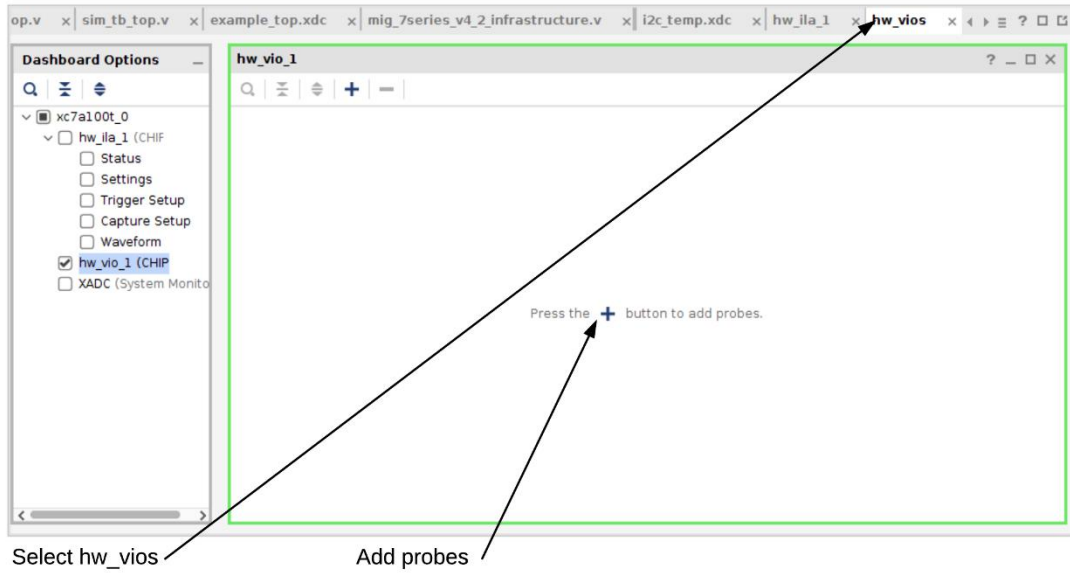 op.v x sim_tb_top.v x example_top.xdc x mig_7series_v4_2_infrastructure.v x i2c_temp.xdc x hw_ila_1 x hw_vios x ?
Dashboard Options
hw_vio_1 ?
xc7a100t_0
hw_ila_1 (CHIF
Status
Settings
Trigger Setup
Capture Setup
Waveform
hw_vio_1 (CHIP
XADC (System Monito
Press the + button to add probes.
Select hw_vios
Add probes